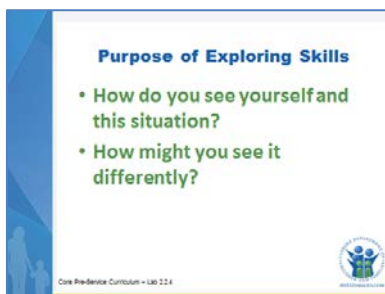 Purpose of Exploring Skills
• How do you see yourself and
this situation?
• How might you see it
differently?
Core Pre-Service Curriculum – Lab 2.2.4